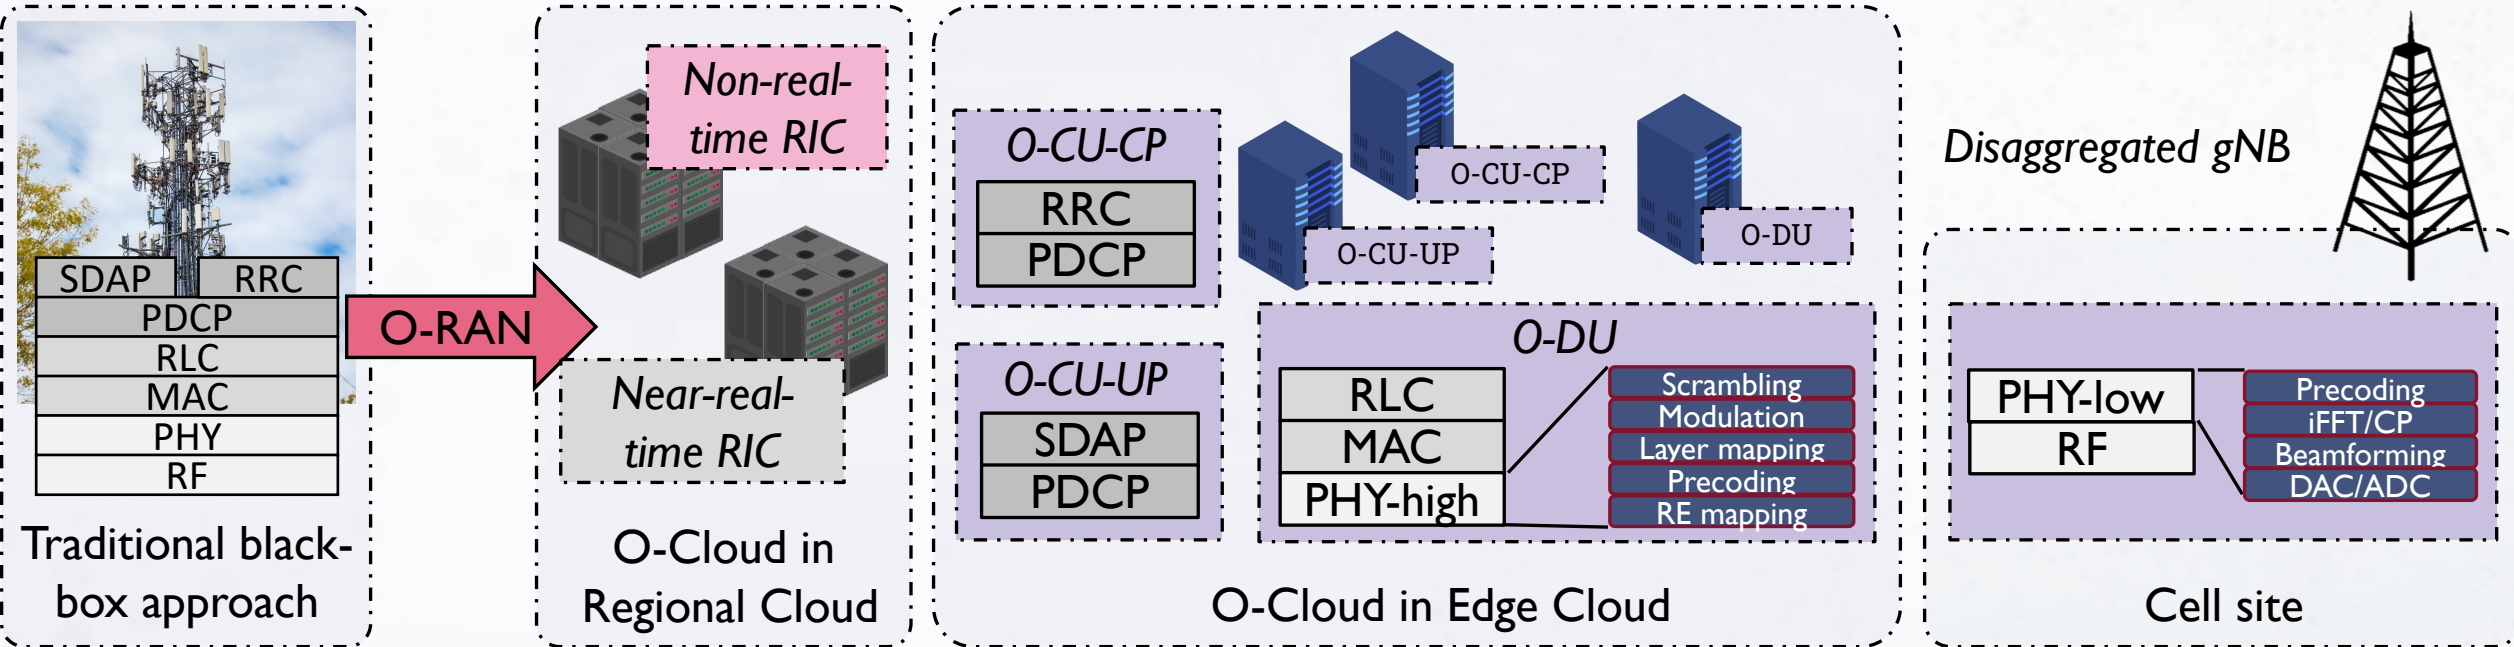 SDAP
RRC
PDCP
RLC
MAC
PHY
RF
Traditional black-
box approach
O-RAN
Non-real-
time RIC
Near-real-
time RIC
O-Cloud in
Regional Cloud
O-CU-CP
RRC
PDCP
O-CU-UP
SDAP
PDCP
O-CU-CP
O-CU-UP
O-DU
O-DU
RLC
MAC
PHY-high
Scrambling
Modulation
Layer mapping
Precoding
RE mapping
O-Cloud in Edge Cloud
Disaggregated gNB
PHY-low
RF
Precoding
iFFT/CP
Beamforming
DAC/ADC
Cell site